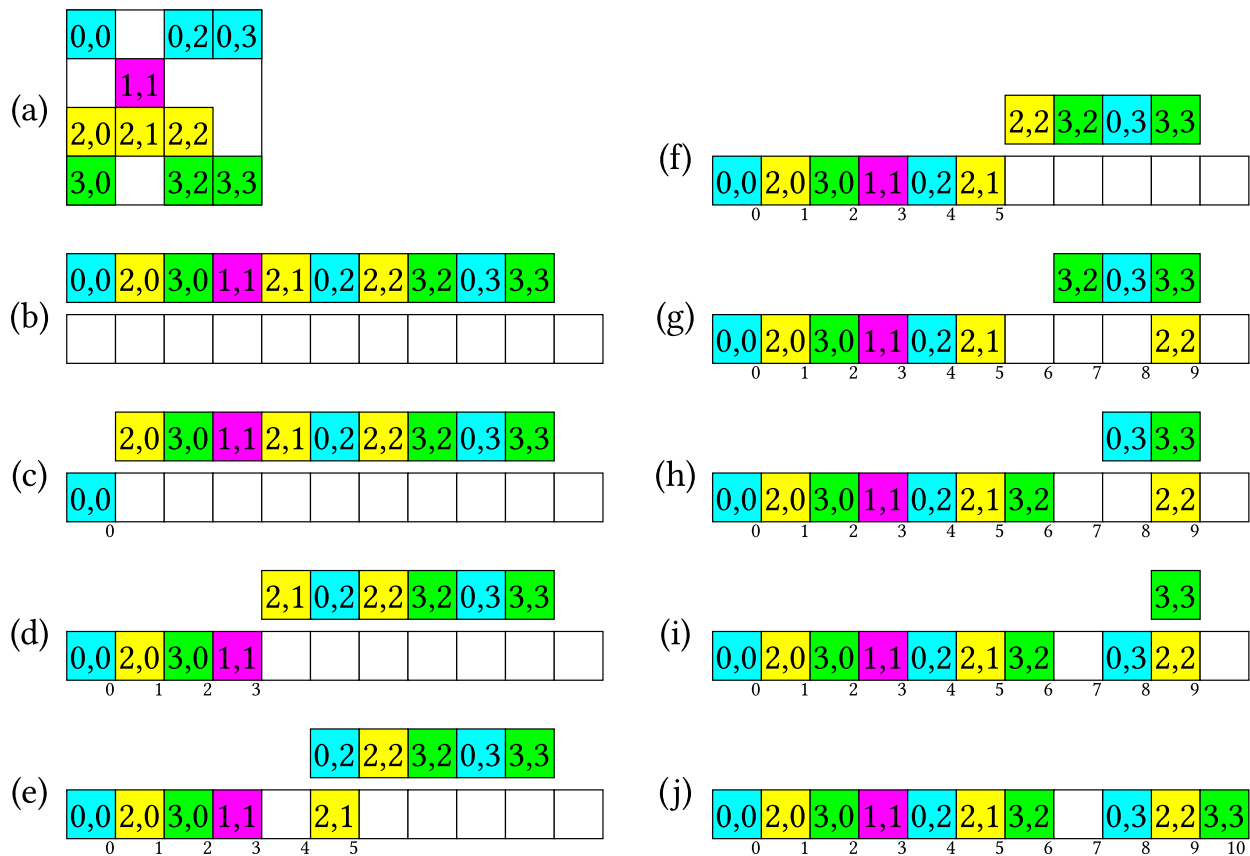 (a)
0,0 0,2 0,3
1,1
2,0 2,1 2,2
3,0 3,2 3,3
(b)
0,0 2,0 3,0 1,1 2,1 0,2 2,2 3,2 0,3 3,3
(c)
2,0 3,0 1,1 2,1 0,2 2,2 3,2 0,3 3,3
0,0
0
(d)
2,1 0,2 2,2 3,2 0,3 3,3
0,0 2,0 3,0 1,1
0 1 2 3
(e)
0,2 2,2 3,2 0,3 3,3
0,0 2,0 3,0 1,1 2,1
0 1 2 3 4 5
(f)
2,2 3,2 0,3 3,3
0,0 2,0 3,0 1,1 0,2 2,1
0 1 2 3 4 5
(g)
3,2 0,3 3,3
0,0 2,0 3,0 1,1 0,2 2,1 2,2
0 1 2 3 4 5 6 7 8 9
(h)
0,3 3,3
0,0 2,0 3,0 1,1 0,2 2,1 3,2 2,2
0 1 2 3 4 5 6 7 8 9
(i)
3,3
0,0 2,0 3,0 1,1 0,2 2,1 3,2 0,3 2,2
0 1 2 3 4 5 6 7 8 9
(j)
0,0 2,0 3,0 1,1 0,2 2,1 3,2 0,3 2,2 3,3
0 1 2 3 4 5 6 7 8 9 10